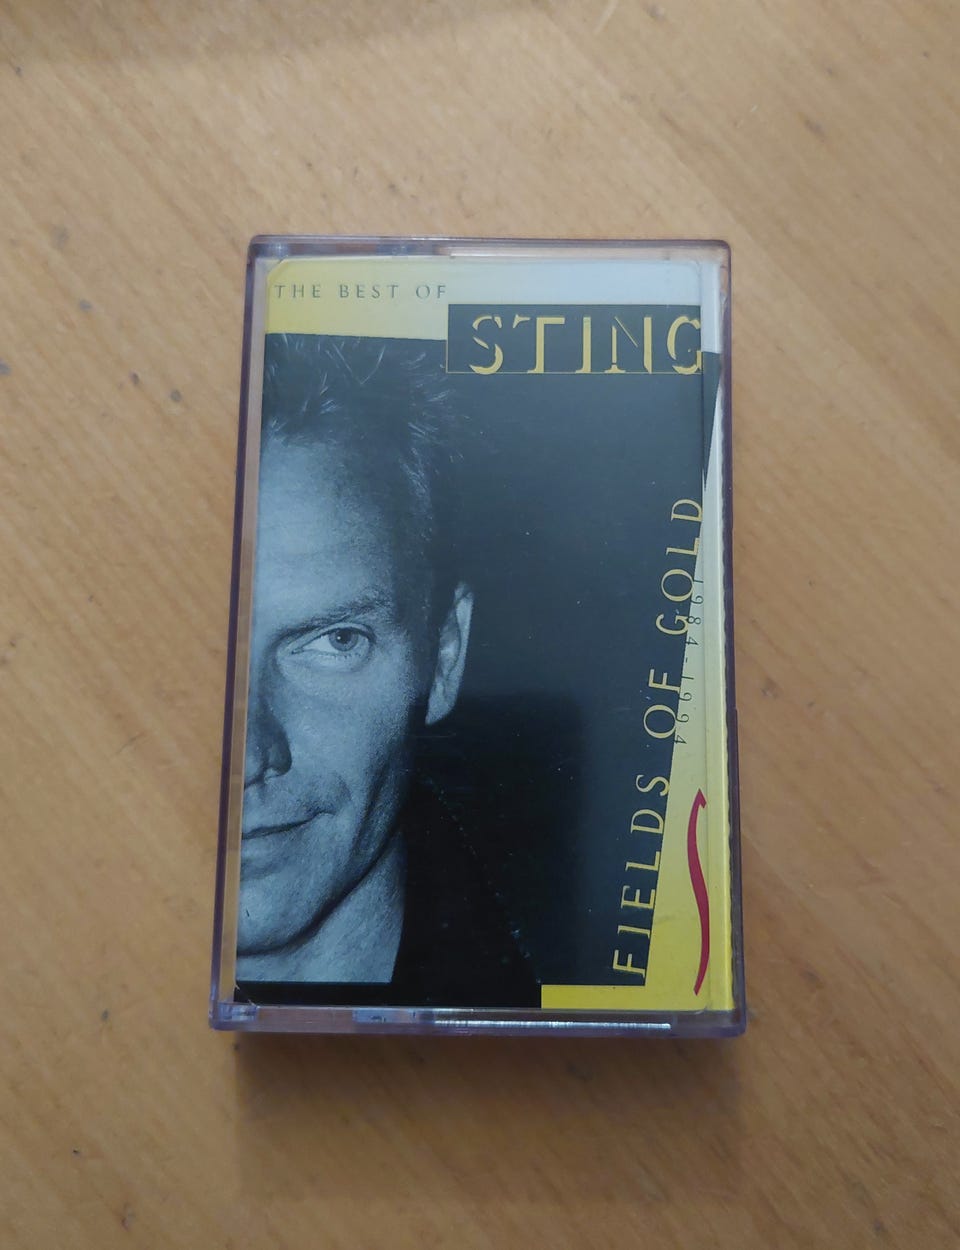 THE BEST OF
STING
FIELDS OF GOLD
1984-1994